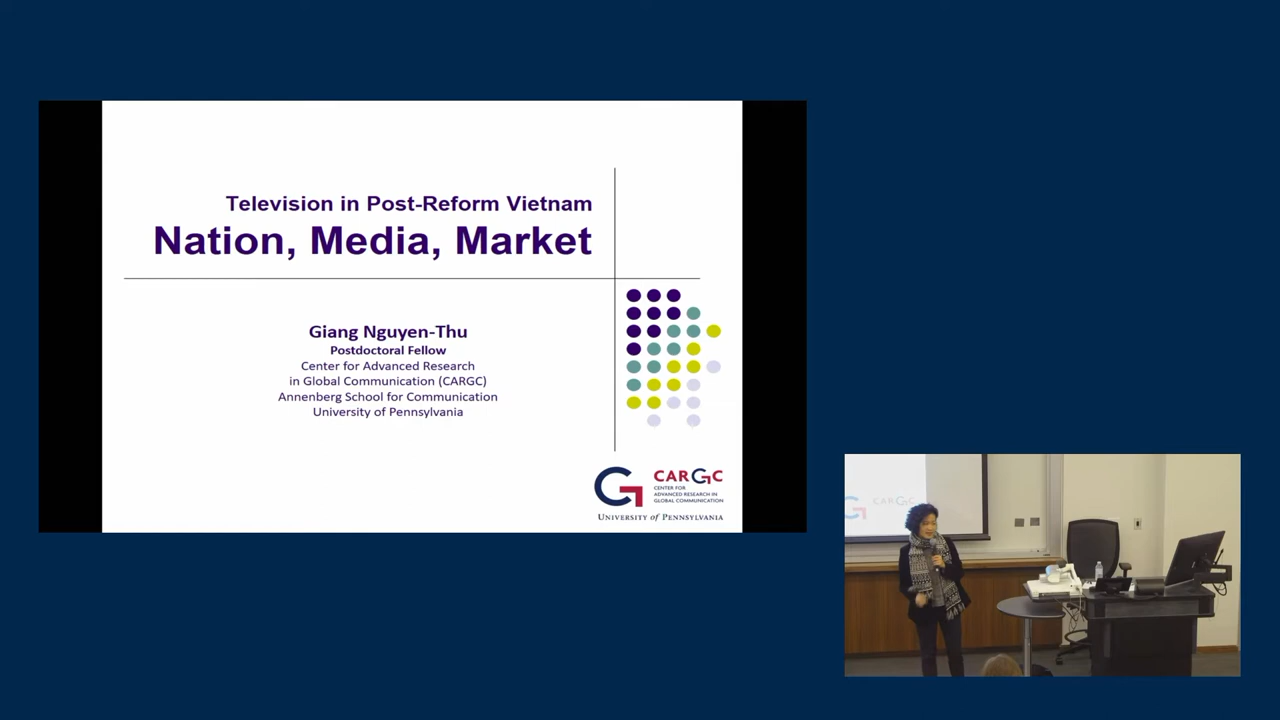 Television in Post-Reform Vietnam
Nation, Media, Market
Giang Nguyen-Thu
Postdoctoral Fellow
Center for Advanced Research
in Global Communication (CARGC)
Annenberg School for Communication
University of Pennsylvania
CARGC
CENTER FOR
ADVANCED RESEARCH IN
GLOBAL COMMUNICATION
UNIVERSITY of PENNSYLVANIA
CARGC